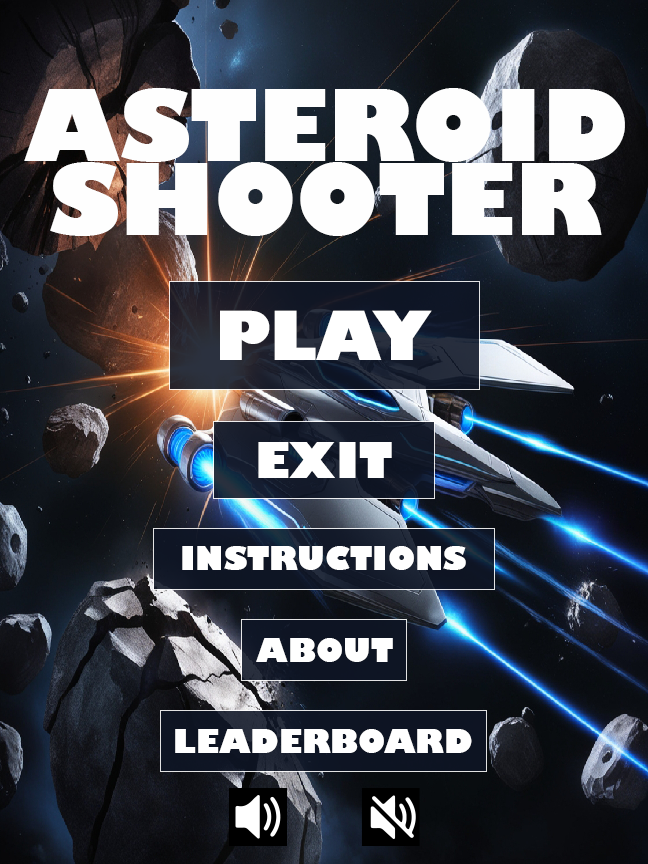 ASTEROID
SHOOTER
PLAY
EXIT
INSTRUCTIONS
ABOUT
LEADERBOARD